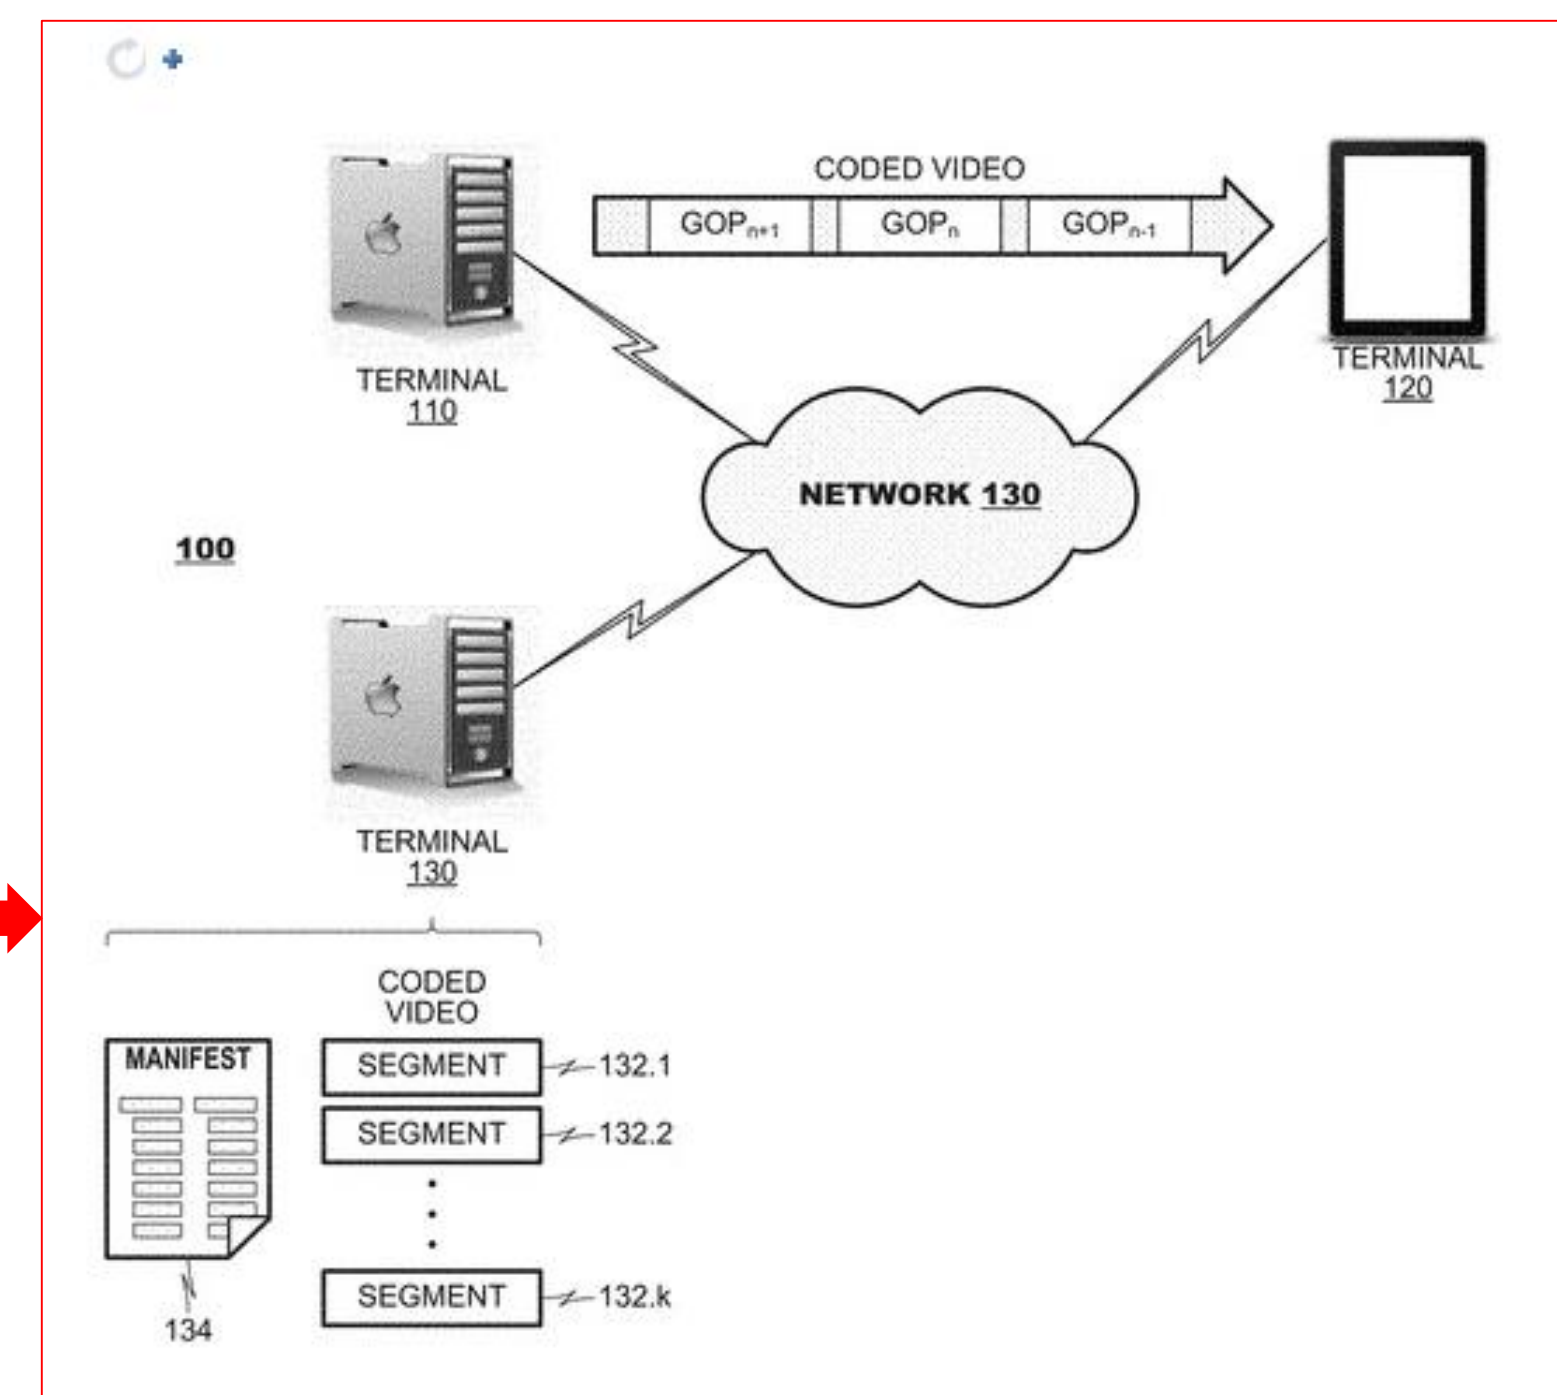 CODED VIDEO
GOPn+1 GOPn GOPn-1
TERMINAL
110
TERMINAL
120
NETWORK 130
100
TERMINAL
130
CODED
VIDEO
MANIFEST
SEGMENT 132.1
SEGMENT 132.2
SEGMENT 132.k
134